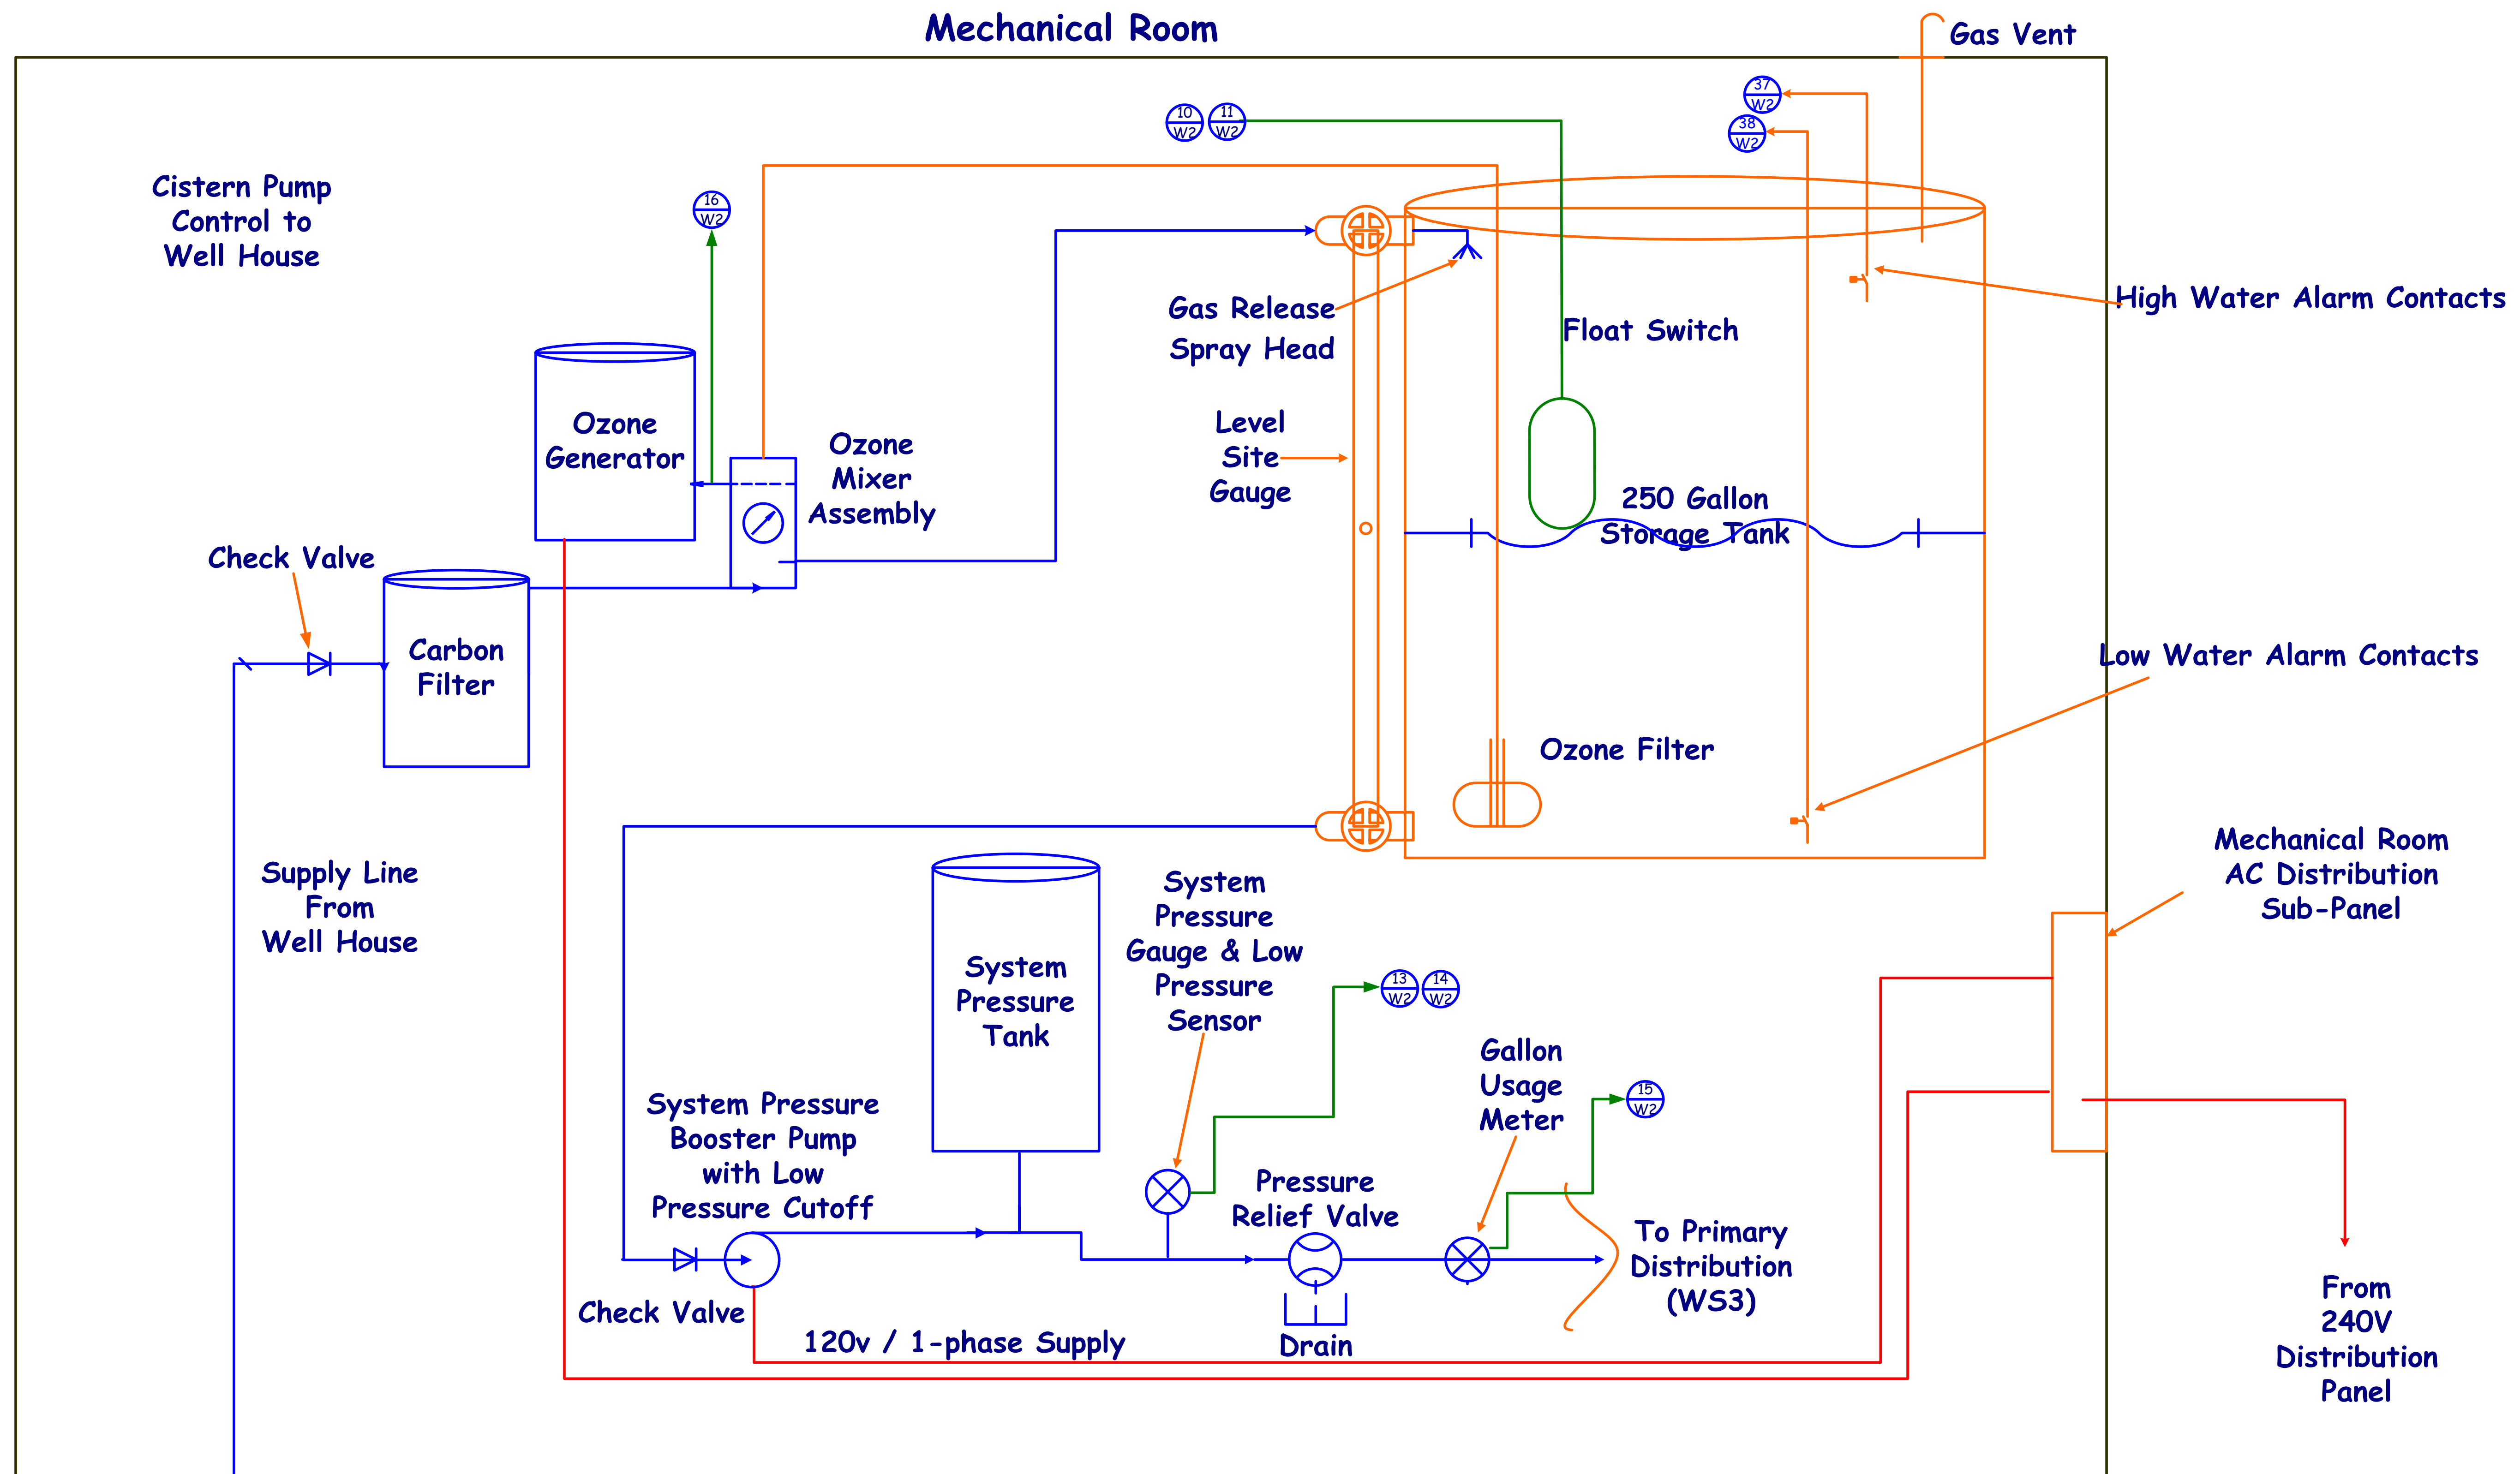 Mechanical Room
Gas Vent
37
W2
38
W2
10
W2
11
W2
Cistern Pump
Control to
Well House
16
W2
Gas Release
Spray Head
Float Switch
High Water Alarm Contacts
Ozone
Generator
Ozone
Mixer
Assembly
Level
Site
Gauge
250 Gallon
Storage Tank
Check Valve
Carbon
Filter
Low Water Alarm Contacts
Ozone Filter
Supply Line
From
Well House
System
Pressure
Gauge & Low
Pressure
Sensor
Mechanical Room
AC Distribution
Sub-Panel
System
Pressure
Tank
13
W2
14
W2
Gallon
Usage
Meter
15
W2
System Pressure
Booster Pump
with Low
Pressure Cutoff
Pressure
Relief Valve
To Primary
Distribution
(WS3)
Check Valve
120v / 1-phase Supply
Drain
From
240V
Distribution
Panel